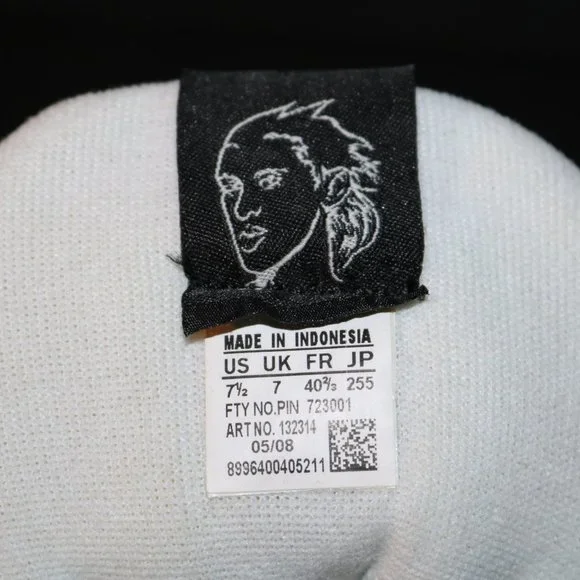 MADE IN INDONESIA
US UK FR JP
7½ 7 40⅔ 255
FTY NO.PIN 723001
ART NO. 132314
05/08
8996400405211